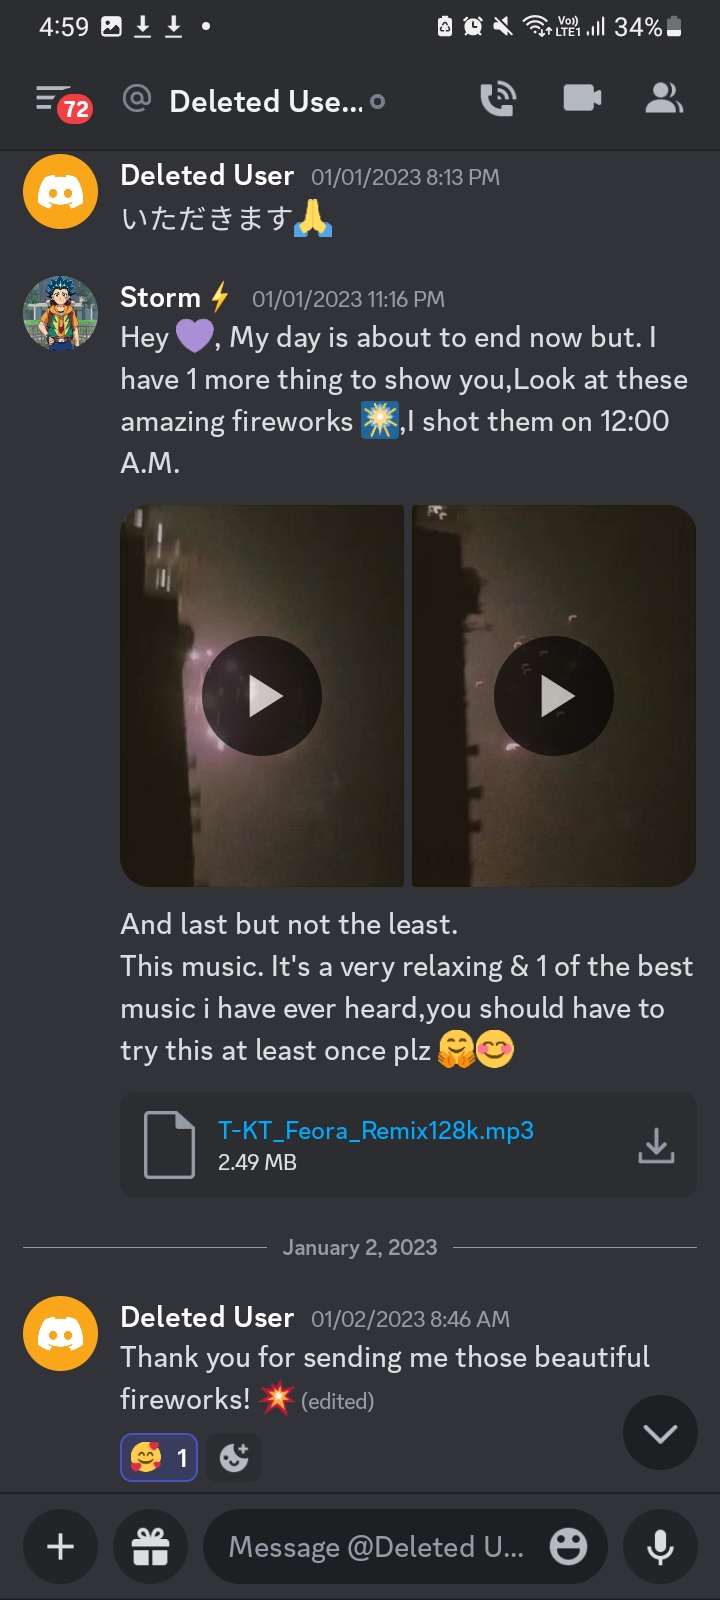 4:59
Vo))
LTE1
34%
72
@ Deleted Use...
Deleted User 01/01/2023 8:13 PM
いただきます🙏
Storm ⚡ 01/01/2023 11:16 PM
Hey 💜, My day is about to end now but. I
have 1 more thing to show you,Look at these
amazing fireworks 🎆,I shot them on 12:00
A.M.
And last but not the least.
This music. It's a very relaxing & 1 of the best
music i have ever heard,you should have to
try this at least once plz 🤗😊
T-KT_Feora_Remix128k.mp3
2.49 MB
January 2, 2023
Deleted User 01/02/2023 8:46 AM
Thank you for sending me those beautiful
fireworks! 💥 (edited)
🥰 1
Message @Deleted U...